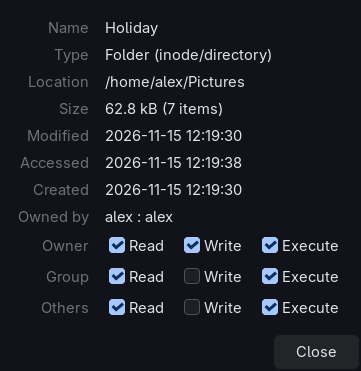 Name Holiday
Type Folder (inode/directory)
Location /home/alex/Pictures
Size 62.8 kB (7 items)
Modified 2026-11-15 12:19:30
Accessed 2026-11-15 12:19:38
Created 2026-11-15 12:19:30
Owned by alex : alex
Owner Read Write Execute
Group Read Write Execute
Others Read Write Execute
Close